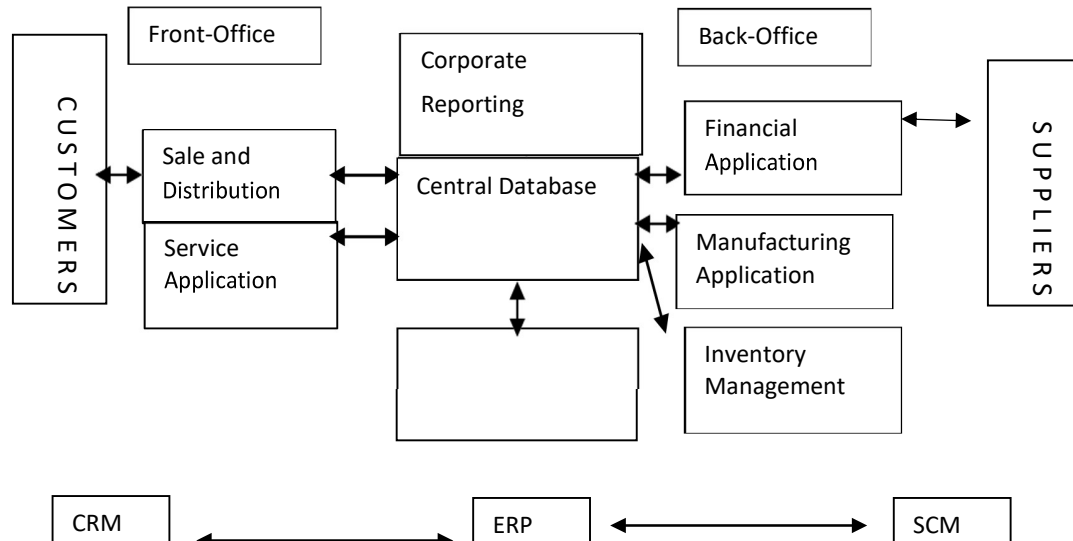 Front-Office
Back-Office
Corporate
Reporting
CUSTOMERS
SUPPLIERS
Sale and
Distribution
Central Database
Financial
Application
Service
Application
Manufacturing
Application
Inventory
Management
CRM
ERP
SCM